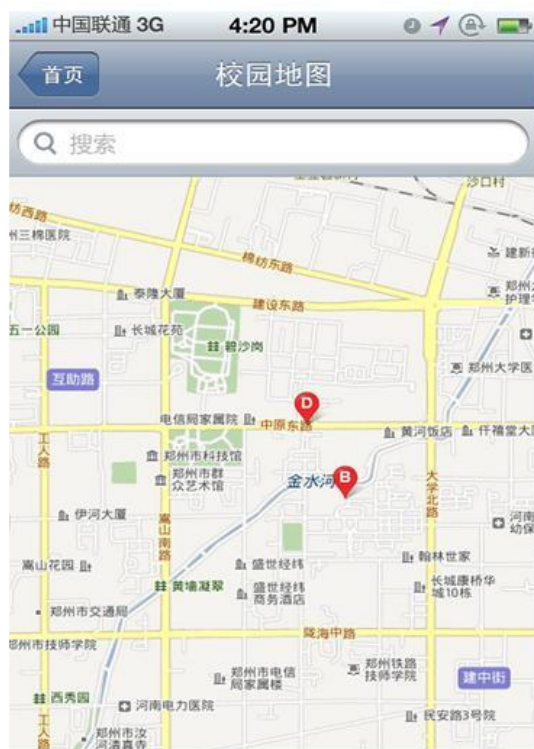 中国联通 3G
4:20 PM
首页
校园地图
搜索
沙口村
纺西路
州三棉医院
棉纺东路
建新街
泰隆大厦
建设东路
郑州大
护理学
五一公园
长城花苑
碧沙岗
郑州大学医
互助路
D
电信局家属院
中原东路
黄河饭店
仟禧堂大厦
工人路
郑州市科技馆
郑州市群
众艺术馆
金水河
B
大学北路
伊河大厦
嵩山南路
河南
幼保
嵩山花园
盛世经纬
翰林世家
黄埔凝翠
盛世经纬
商务酒店
长城康桥华
城10栋
郑州市交通局
陇海中路
郑州市技师学院
郑州市电信
局家属楼
郑州铁路
技师学院
建中街
西秀园
河南电力医院
民安路3号院
工人路
郑州市汝
河清真寺